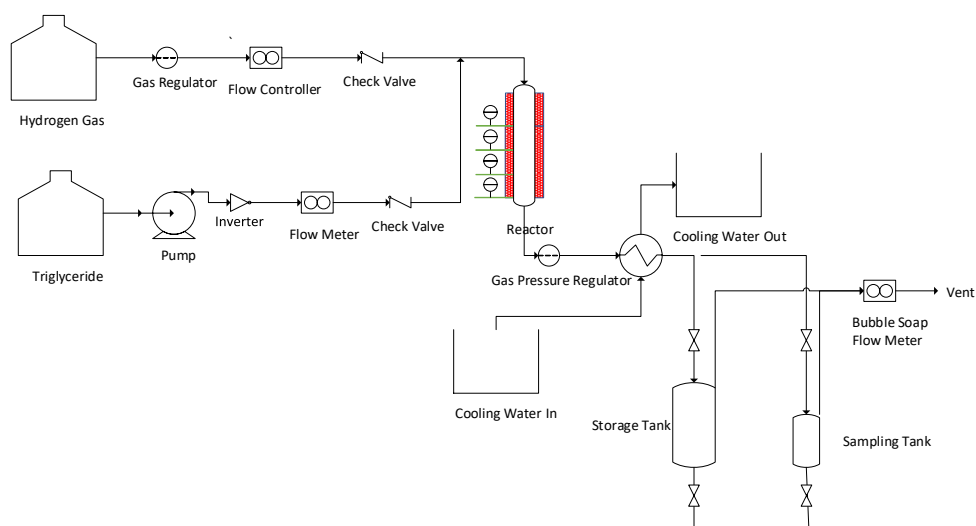 Gas Regulator
Flow Controller
Check Valve
Hydrogen Gas
Inverter
Flow Meter
Check Valve
Reactor
Cooling Water Out
Pump
Triglyceride
Gas Pressure Regulator
Vent
Bubble Soap
Flow Meter
Cooling Water In
Storage Tank
Sampling Tank